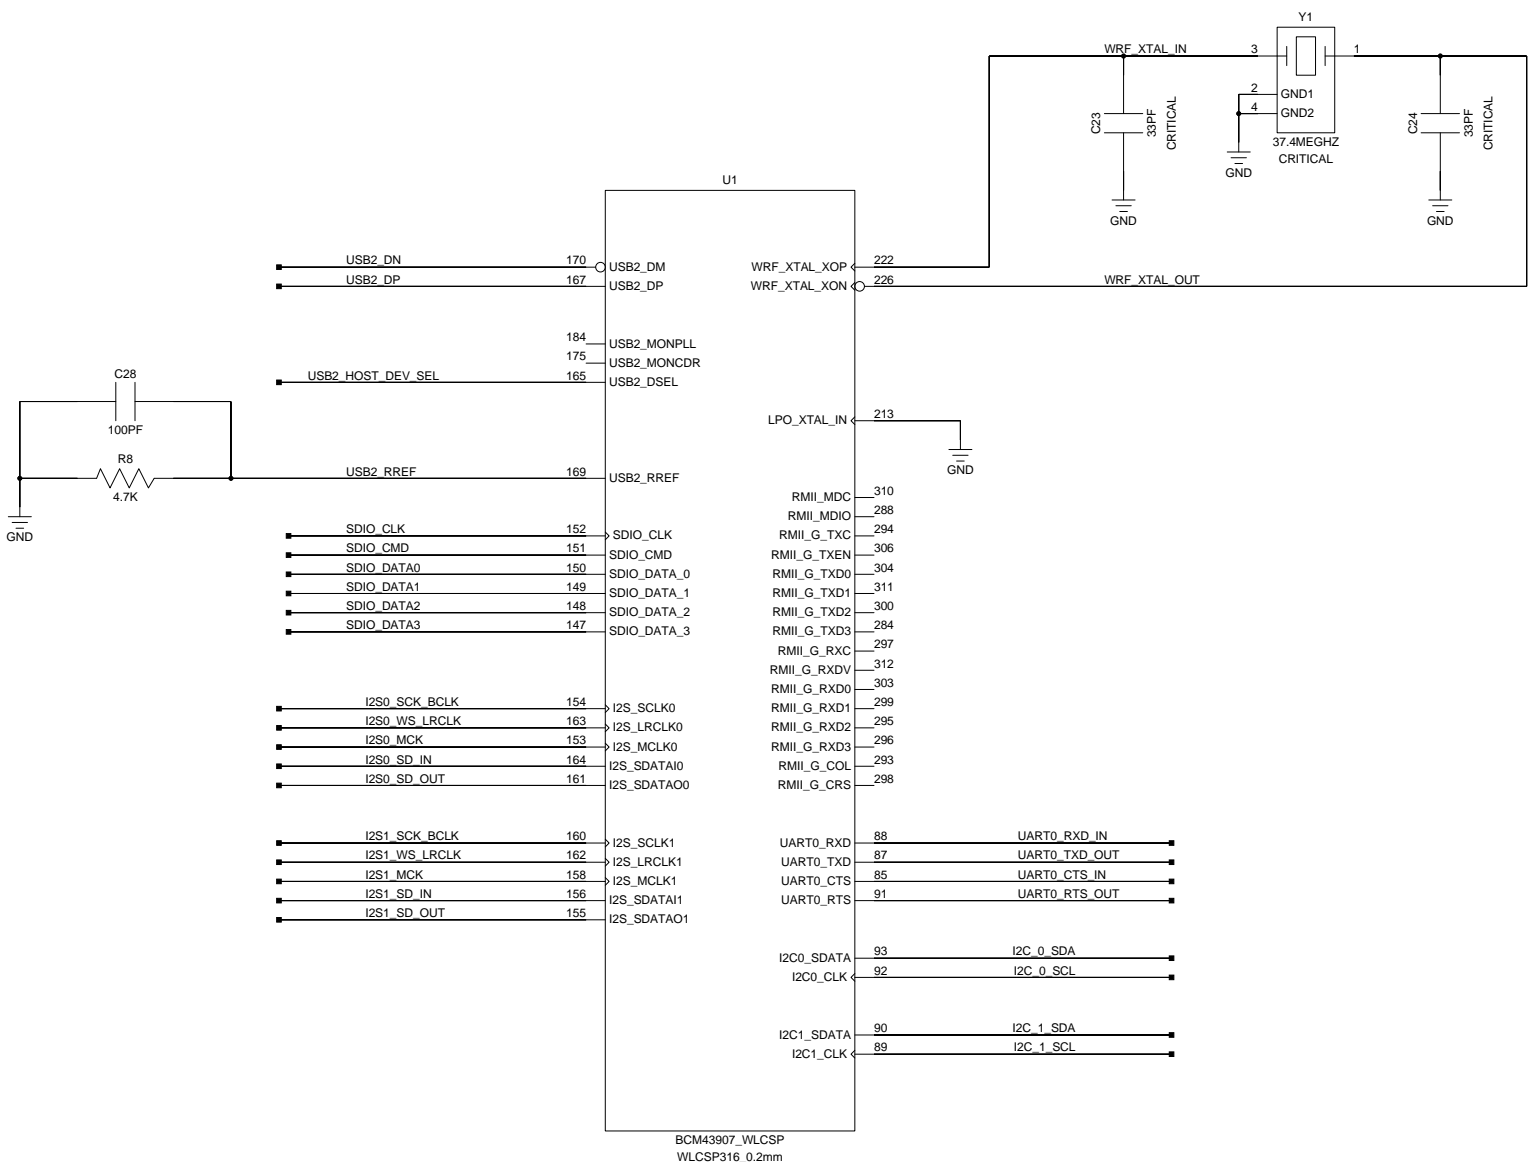 Y1
WRF_XTAL_IN
3
1
2
GND1
4
GND2
C23
33PF
CRITICAL
C24
33PF
CRITICAL
37.4MEGHZ
CRITICAL
GND
GND
GND
U1
USB2_DN
170
USB2_DM
WRF_XTAL_XOP
222
USB2_DP
167
USB2_DP
WRF_XTAL_XON
226
WRF_XTAL_OUT
184
USB2_MONPLL
175
USB2_MONCDR
USB2_HOST_DEV_SEL
165
USB2_DSEL
C28
100PF
LPO_XTAL_IN
213
GND
R8
4.7K
USB2_RREF
169
USB2_RREF
GND
RMII_MDC
310
RMII_MDIO
288
SDIO_CLK
152
SDIO_CLK
RMII_G_TXC
294
SDIO_CMD
151
SDIO_CMD
RMII_G_TXEN
306
SDIO_DATA0
150
SDIO_DATA_0
RMII_G_TXD0
304
SDIO_DATA1
149
SDIO_DATA_1
RMII_G_TXD1
311
SDIO_DATA2
148
SDIO_DATA_2
RMII_G_TXD2
300
SDIO_DATA3
147
SDIO_DATA_3
RMII_G_TXD3
284
RMII_G_RXC
297
RMII_G_RXDV
312
RMII_G_RXD0
303
I2S0_SCK_BCLK
154
I2S_SCLK0
RMII_G_RXD1
299
I2S0_WS_LRCLK
163
I2S_LRCLK0
RMII_G_RXD2
295
I2S0_MCK
153
I2S_MCLK0
RMII_G_RXD3
296
I2S0_SD_IN
164
I2S_SDATAI0
RMII_G_COL
293
I2S0_SD_OUT
161
I2S_SDATAO0
RMII_G_CRS
298
I2S1_SCK_BCLK
160
I2S_SCLK1
UART0_RXD
88
UART0_RXD_IN
I2S1_WS_LRCLK
162
I2S_LRCLK1
UART0_TXD
87
UART0_TXD_OUT
I2S1_MCK
158
I2S_MCLK1
UART0_CTS
85
UART0_CTS_IN
I2S1_SD_IN
156
I2S_SDATAI1
UART0_RTS
91
UART0_RTS_OUT
I2S1_SD_OUT
155
I2S_SDATAO1
I2C0_SDATA
93
I2C_0_SDA
I2C0_CLK
92
I2C_0_SCL
I2C1_SDATA
90
I2C_1_SDA
I2C1_CLK
89
I2C_1_SCL
BCM43907_WLCSP
WLCSP316_0.2mm